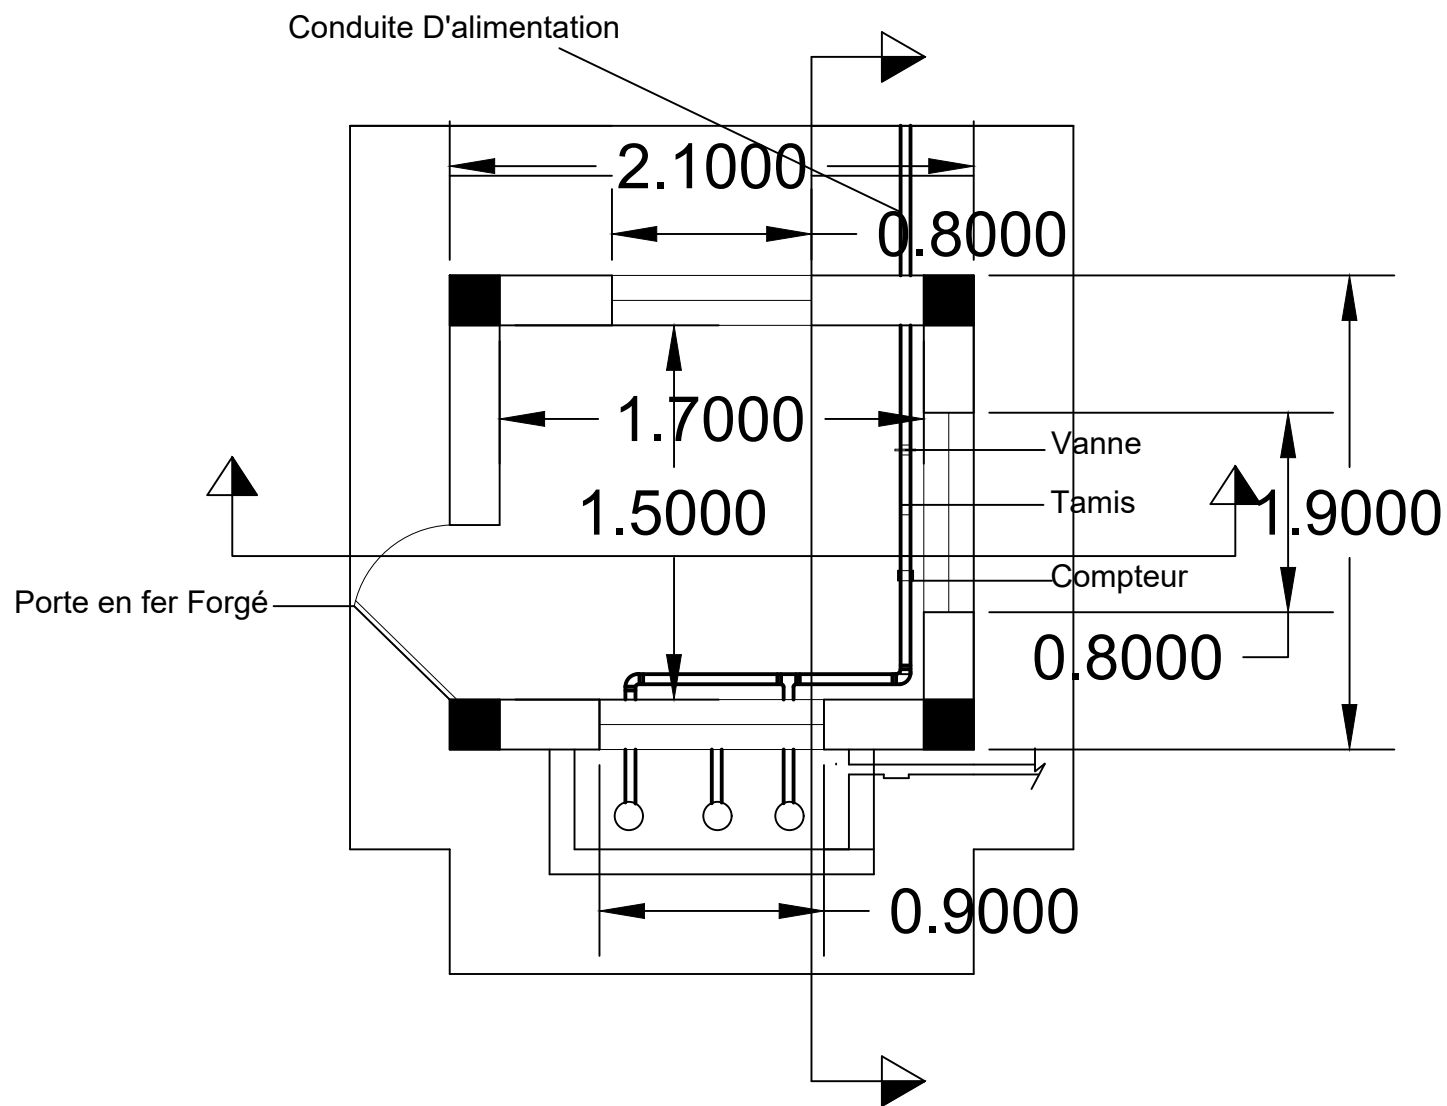 Conduite D'alimentation
2.1000
0.8000
1.7000
Vanne
1.5000
Tamis
1.9000
Compteur
Porte en fer Forgé
0.8000
0.9000